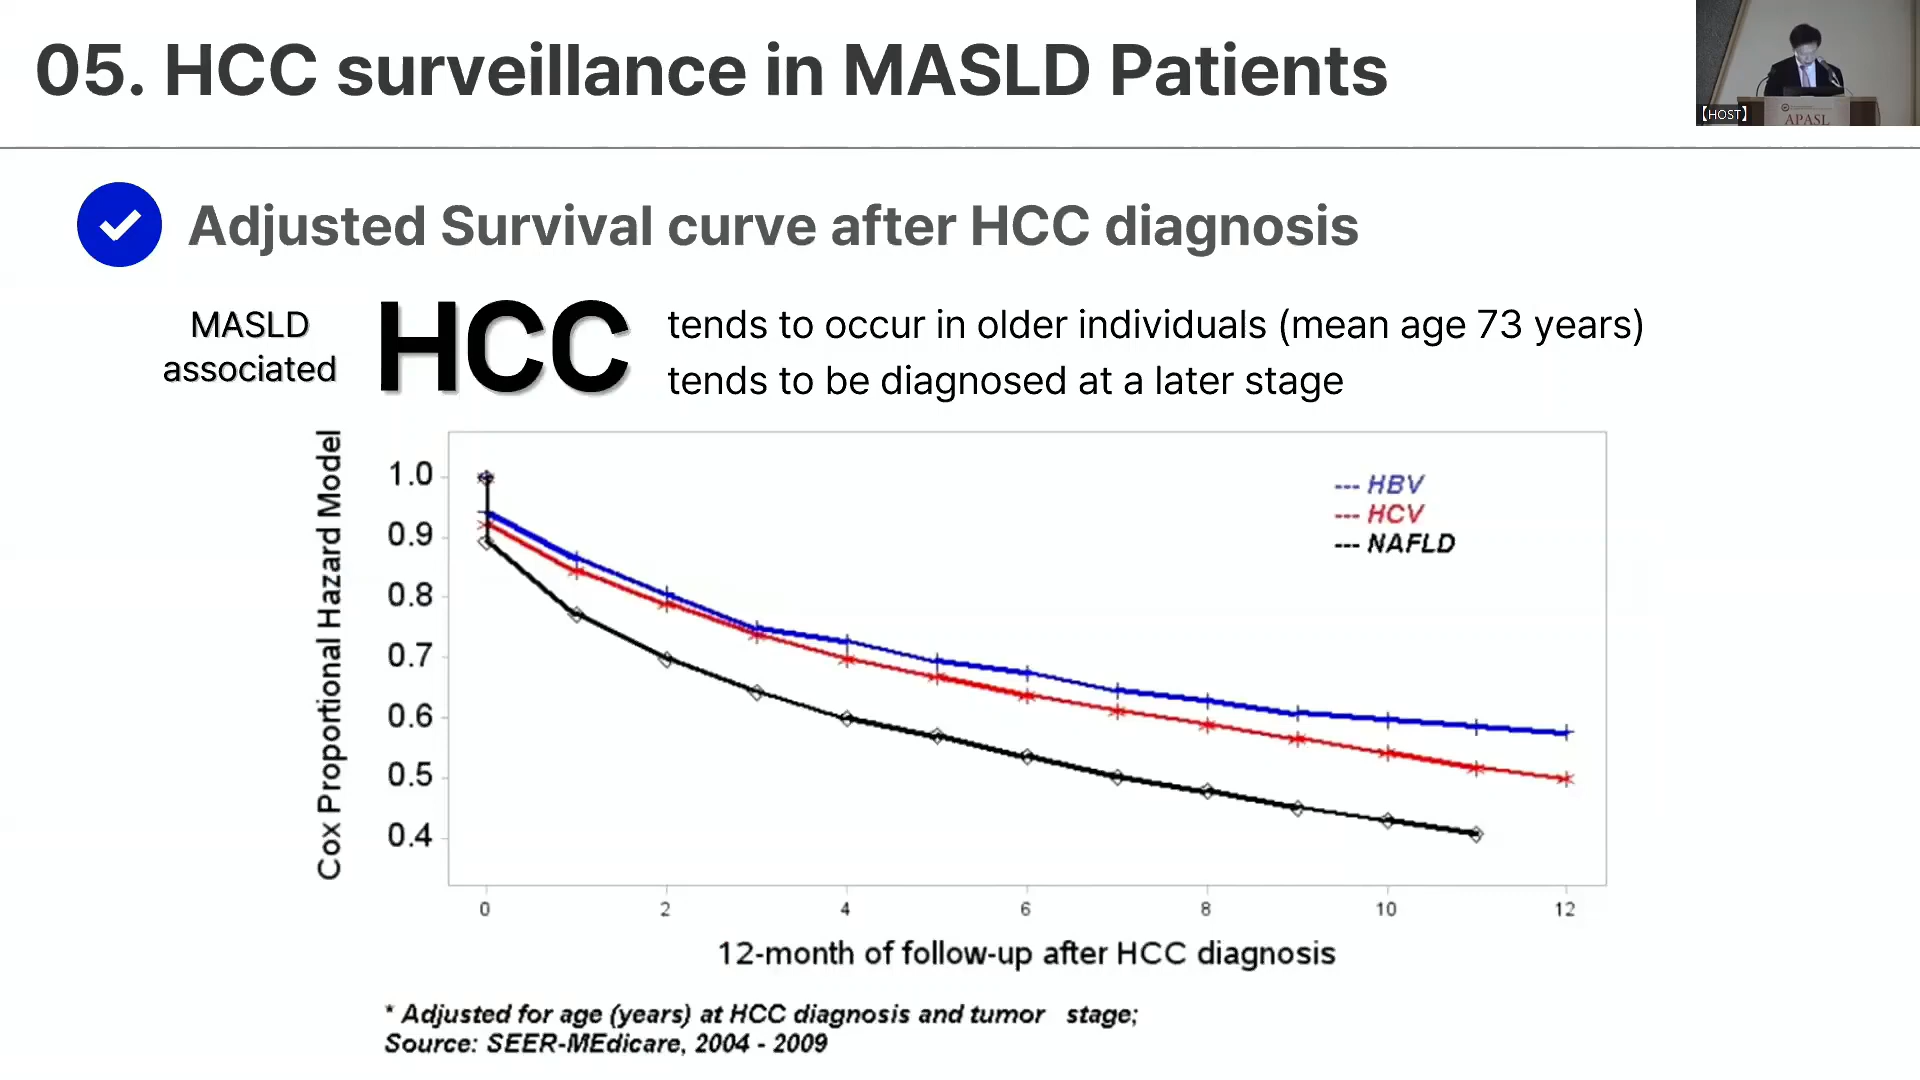 05. HCC surveillance in MASLD Patients
【HOST】
APASL
Adjusted Survival curve after HCC diagnosis
MASLD
associated
HCC
tends to occur in older individuals (mean age 73 years)
tends to be diagnosed at a later stage
Cox Proportional Hazard Model
1.0
0.9
0.8
0.7
0.6
0.5
0.4
--- HBV
--- HCV
--- NAFLD
0 2 4 6 8 10 12
12-month of follow-up after HCC diagnosis
* Adjusted for age (years) at HCC diagnosis and tumor stage;
Source: SEER-MEdicare, 2004 - 2009